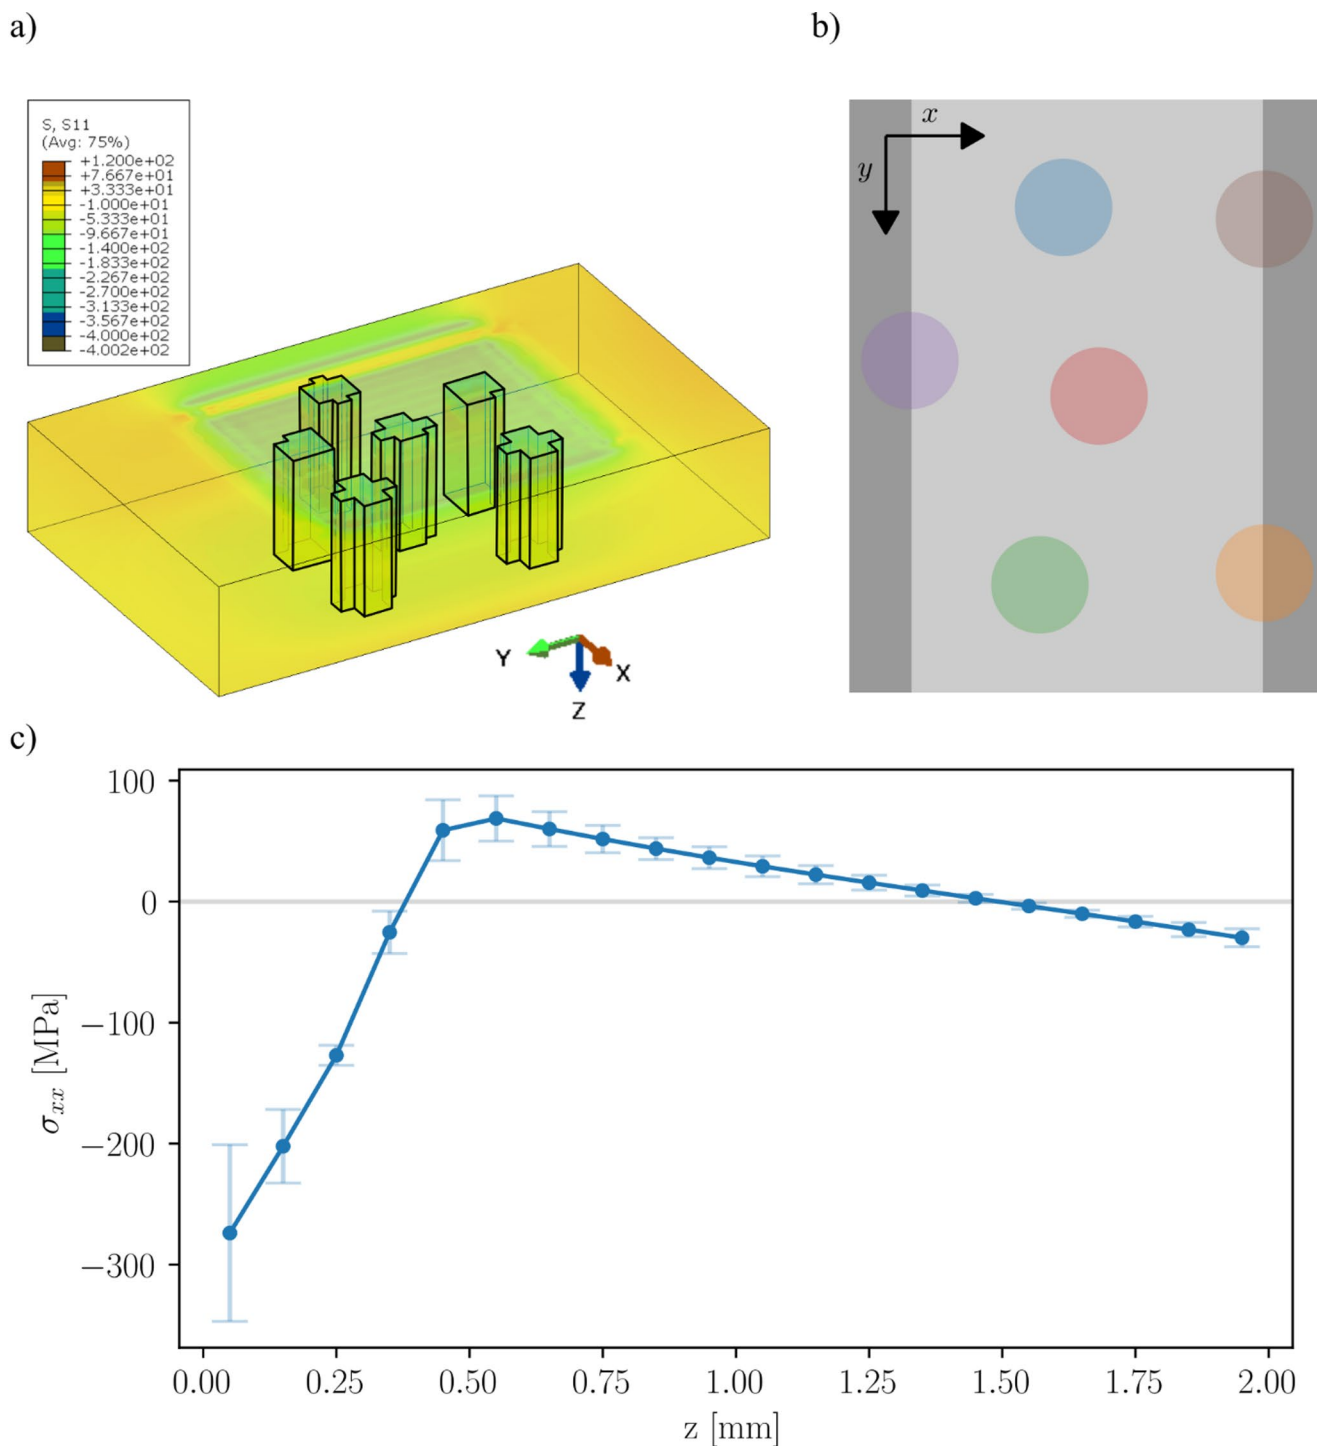 a)
b)
S, S11
(Avg: 75%)
+1.200e+02
+7.667e+01
+3.333e+01
-1.000e+01
-5.333e+01
-9.667e+01
-1.400e+02
-1.833e+02
-2.267e+02
-2.700e+02
-3.133e+02
-3.567e+02
-4.000e+02
-4.002e+02
Y
X
Z
x
y
c)
100
0
−100
−200
−300
σxx [MPa]
0.00 0.25 0.50 0.75 1.00 1.25 1.50 1.75 2.00
z [mm]